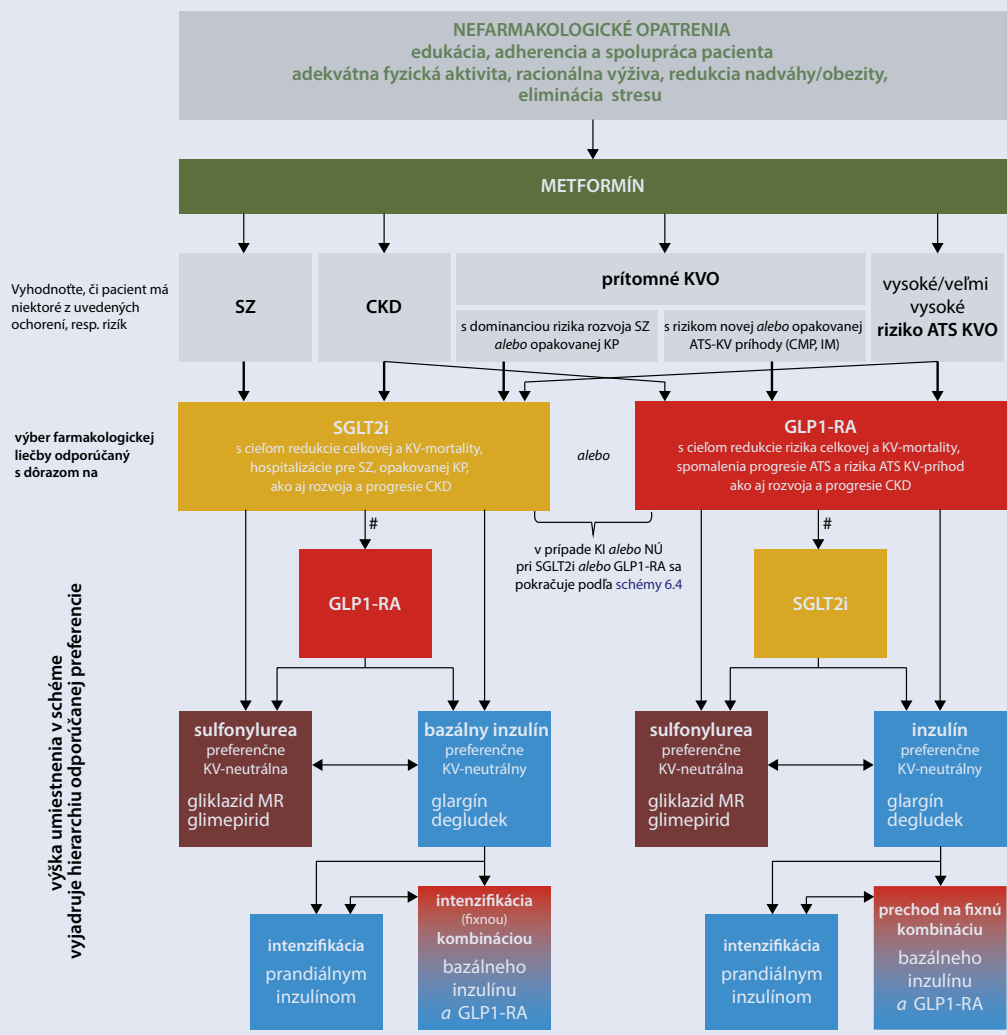 NEFARMAKOLOGICKÉ OPATRENIA
edukácia, adherencia a spolupráca pacienta
adekvátna fyzická aktivita, racionálna výživa, redukcia nadváhy/obezity,
eliminácia stresu
METFORMÍN
Vyhodnoťte, či pacient má
niektoré z uvedených
ochorení, resp. rizík
SZ
CKD
prítomné KVO
s dominanciou rizika rozvoja SZ
alebo opakovanej KP
s rizikom novej alebo opakovanej
ATS-KV príhody (CMP, IM)
vysoké/veľmi
vysoké
riziko ATS KVO
výber farmakologickej
liečby odporúčaný
s dôrazom na
SGLT2i
s cieľom redukcie celkovej a KV-mortality,
hospitalizácie pre SZ, opakovanej KP,
ako aj rozvoja a progresie CKD
alebo
GLP1-RA
s cieľom redukcie rizika celkovej a KV-mortality,
spomalenia progresie ATS a rizika ATS KV-príhod
ako aj rozvoja a progresie CKD
#
v prípade KI alebo NÚ
pri SGLT2i alebo GLP1-RA sa
pokračuje podľa schémy 6.4
#
GLP1-RA
SGLT2i
výška umiestnenia v schéme
vyjadruje hierarchiu odporúčanej preferencie
sulfonylurea
preferenčne
KV-neutrálna
gliklazid MR
glimepirid
bazálny inzulín
preferenčne
KV-neutrálny
glargín
degludek
sulfonylurea
preferenčne
KV-neutrálna
gliklazid MR
glimepirid
inzulín
preferenčne
KV-neutrálny
glargín
degludek
intenzifikácia
prandiálnym
inzulínom
intenzifikácia
(fixnou)
kombináciou
bazálneho
inzulínu
a GLP1-RA
intenzifikácia
prandiálnym
inzulínom
prechod na fixnú
kombináciu
bazálneho
inzulínu
a GLP1-RA